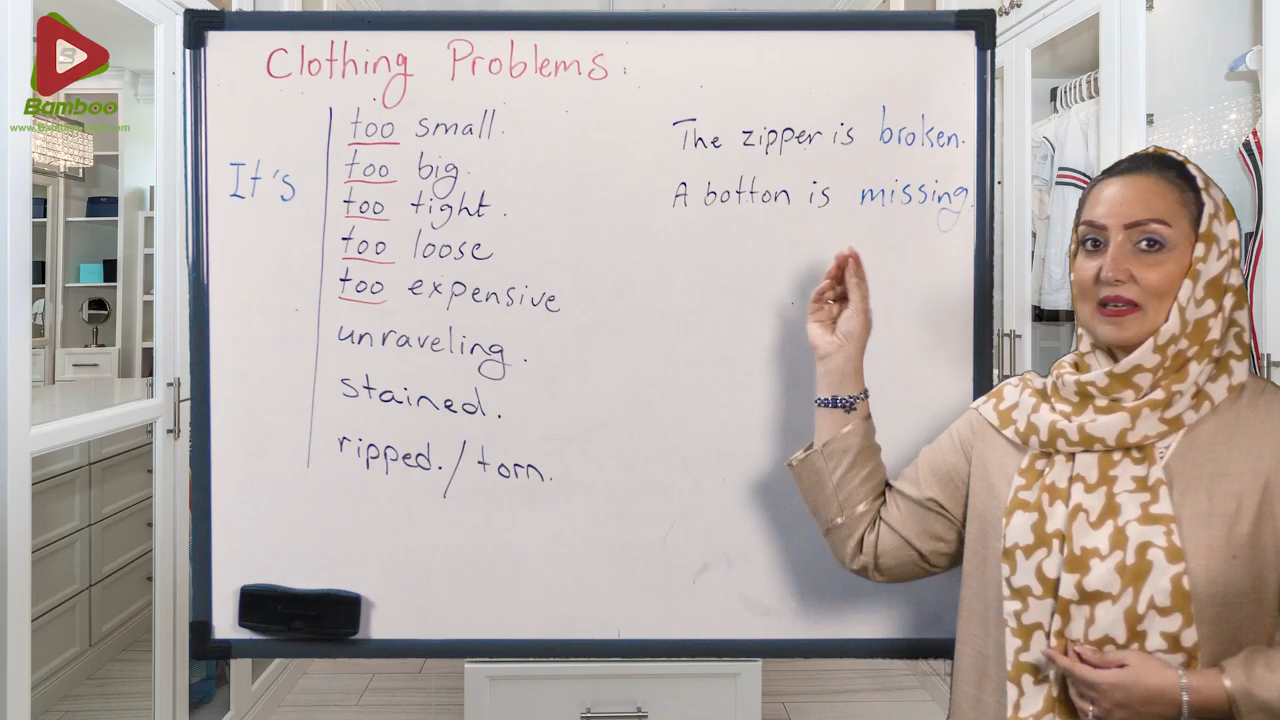 Bamboo
Clothing Problems:
It's
too small.
too big.
too tight.
too loose
too expensive
unraveling.
stained.
ripped. / torn.
The zipper is broken.
A botton is missing.